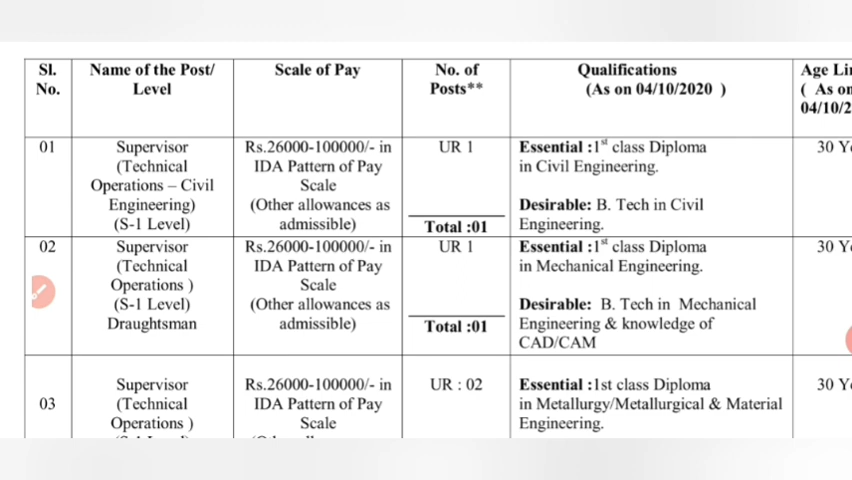 Sl. No.
Name of the Post/ Level
Scale of Pay
No. of Posts**
Qualifications
(As on 04/10/2020 )
Age
( As on
04/10/2
01
Supervisor
(Technical
Operations – Civil
Engineering)
(S-1 Level)
Rs.26000-100000/- in
IDA Pattern of Pay
Scale
(Other allowances as
admissible)
UR 1
Total :01
Essential :1st class Diploma
in Civil Engineering.
Desirable: B. Tech in Civil
Engineering.
30
02
Supervisor
(Technical
Operations )
(S-1 Level)
Draughtsman
Rs.26000-100000/- in
IDA Pattern of Pay
Scale
(Other allowances as
admissible)
UR 1
Total :01
Essential :1st class Diploma
in Mechanical Engineering.
Desirable: B. Tech in Mechanical
Engineering & knowledge of
CAD/CAM
30
03
Supervisor
(Technical
Operations )
Rs.26000-100000/- in
IDA Pattern of Pay
Scale
UR : 02
Essential :1st class Diploma
in Metallurgy/Metallurgical & Material
Engineering.
30